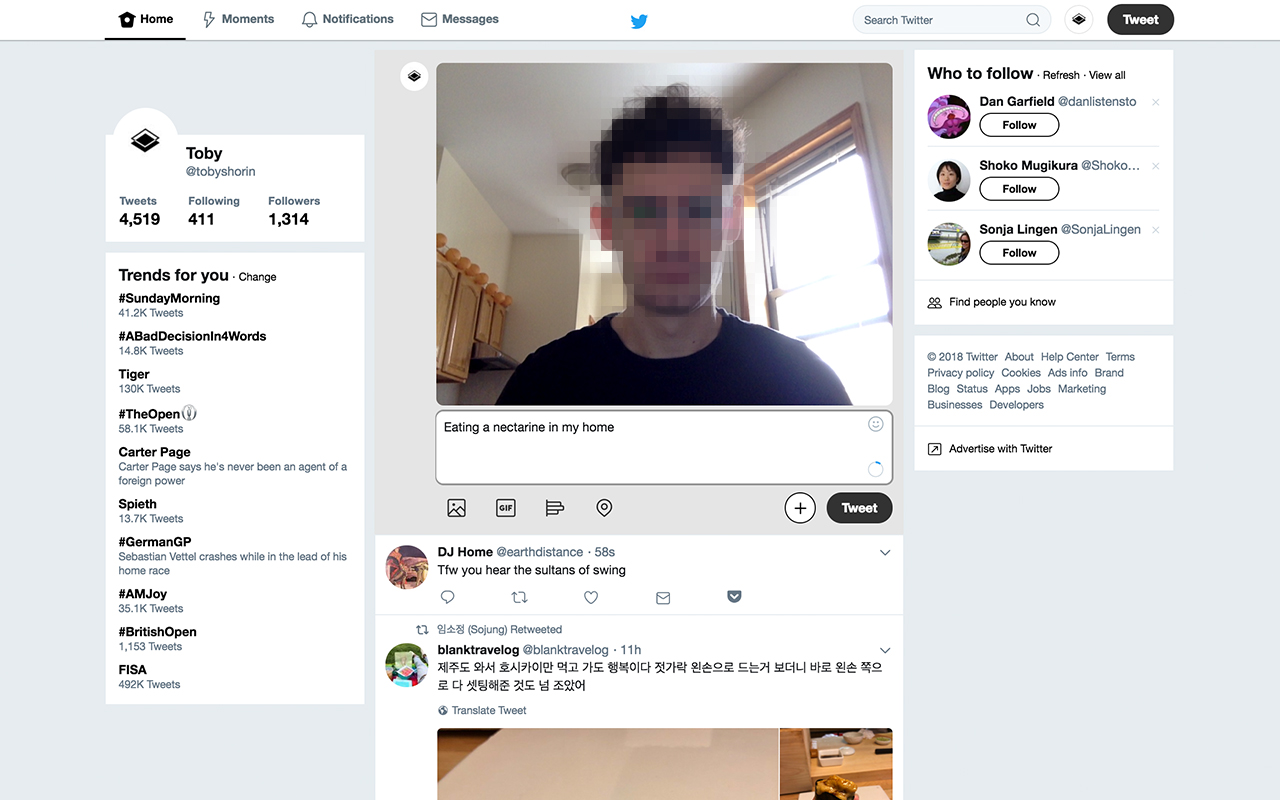 Home Moments Notifications Messages
Search Twitter
Tweet
Toby
@tobyshorin
Tweets Following Followers
4,519 411 1,314
Trends for you · Change
#SundayMorning
41.2K Tweets
#ABadDecisionIn4Words
14.8K Tweets
Tiger
130K Tweets
#TheOpen
58.1K Tweets
Carter Page
Carter Page says he's never been an agent of a
foreign power
Spieth
13.7K Tweets
#GermanGP
Sebastian Vettel crashes while in the lead of his
home race
#AMJoy
35.1K Tweets
#BritishOpen
1,153 Tweets
FISA
492K Tweets
Eating a nectarine in my home
GIF
Tweet
DJ Home @earthdistance · 58s
Tfw you hear the sultans of swing
임소정 (Sojung) Retweeted
blanktravelog @blanktravelog · 11h
제주도 와서 호시카이만 먹고 가도 행복이다 젓가락 왼손으로 드는거 보더니 바로 왼손 쪽으
로 다 셋팅해준 것도 넘 조았어
Translate Tweet
Who to follow · Refresh · View all
Dan Garfield @danlistensto
Follow
Shoko Mugikura @Shoko…
Follow
Sonja Lingen @SonjaLingen
Follow
Find people you know
© 2018 Twitter About Help Center Terms
Privacy policy Cookies Ads info Brand
Blog Status Apps Jobs Marketing
Businesses Developers
Advertise with Twitter